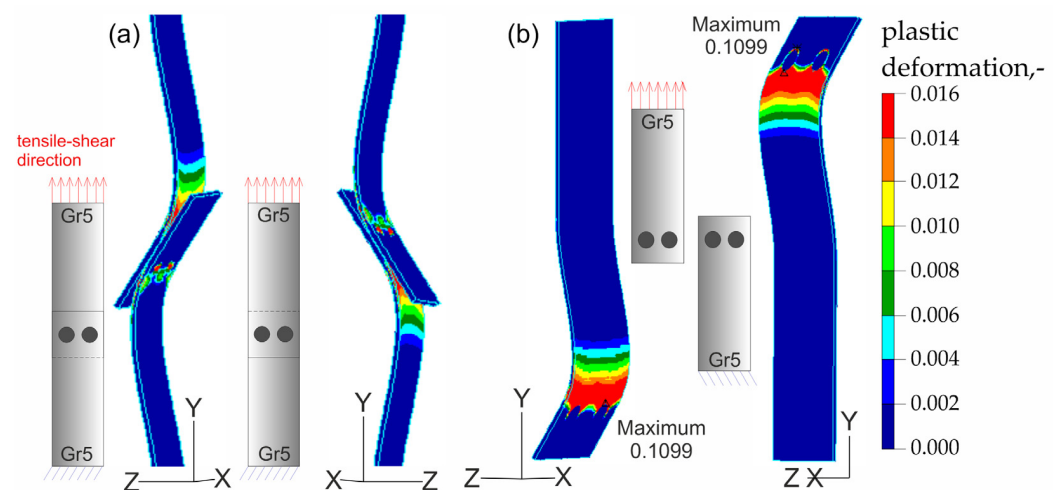 (a)
tensile-shear
direction
Gr5
Gr5
Gr5
Gr5
Y
Z
X
Y
X
Z
(b)
Maximum
0.1099
Gr5
Gr5
Maximum
0.1099
Y
Z
X
Y
Z
X
plastic
deformation,-
0.016
0.014
0.012
0.010
0.008
0.006
0.004
0.002
0.000